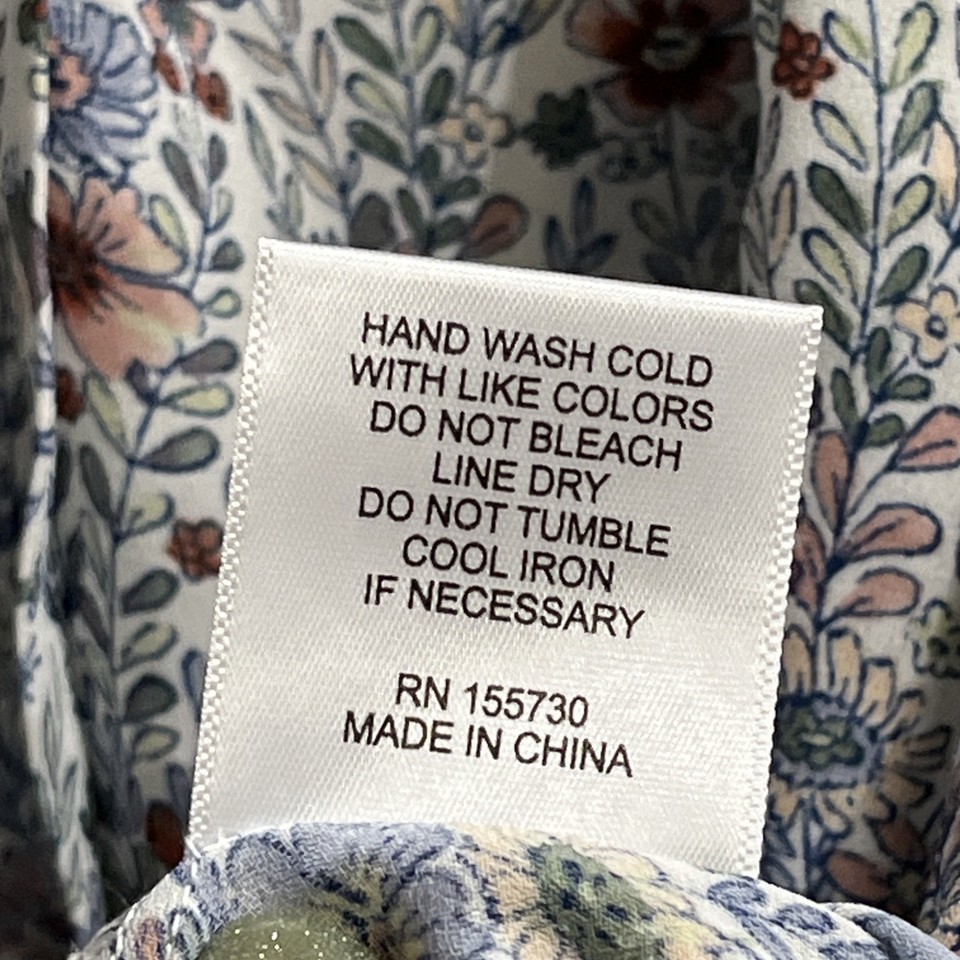 HAND WASH COLD
WITH LIKE COLORS
DO NOT BLEACH
LINE DRY
DO NOT TUMBLE
COOL IRON
IF NECESSARY
RN 155730
MADE IN CHINA